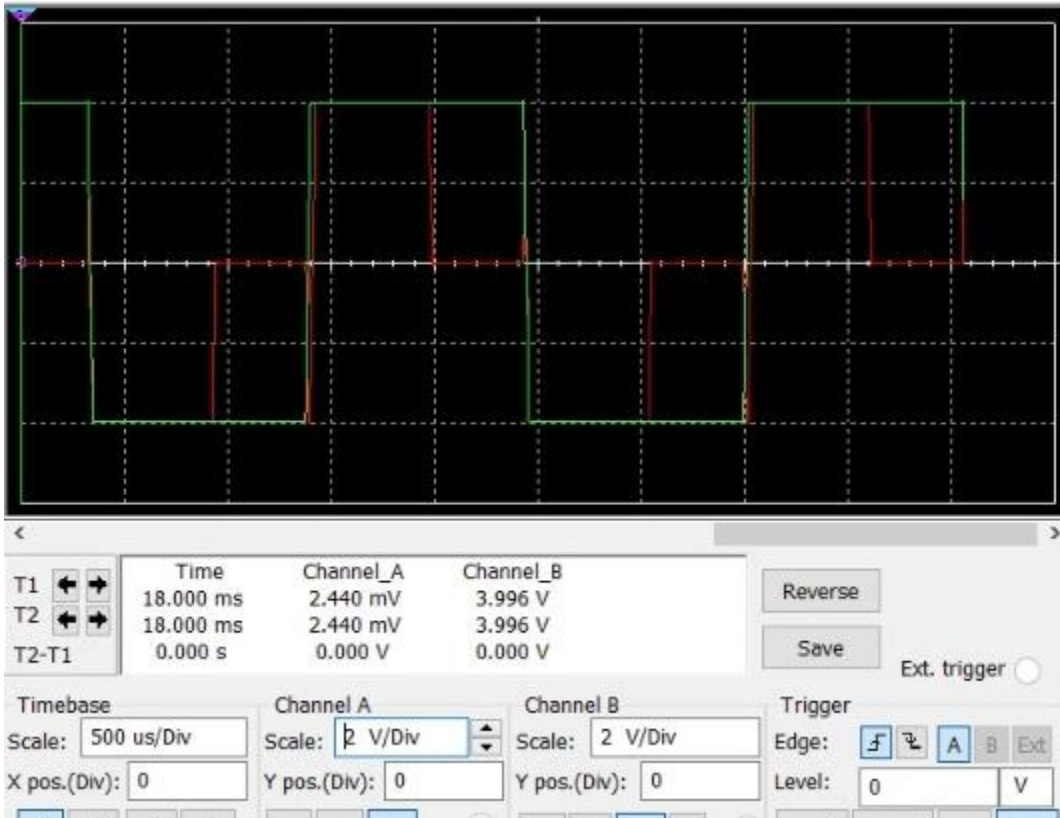 Time Channel_A Channel_B
T1 18.000 ms 2.440 mV 3.996 V
T2 18.000 ms 2.440 mV 3.996 V
T2-T1 0.000 s 0.000 V 0.000 V
Reverse
Save
Ext. trigger
Timebase
Scale: 500 us/Div
X pos.(Div): 0
Channel A
Scale: 2 V/Div
Y pos.(Div): 0
Channel B
Scale: 2 V/Div
Y pos.(Div): 0
Trigger
Edge: A B Ext
Level: 0 V